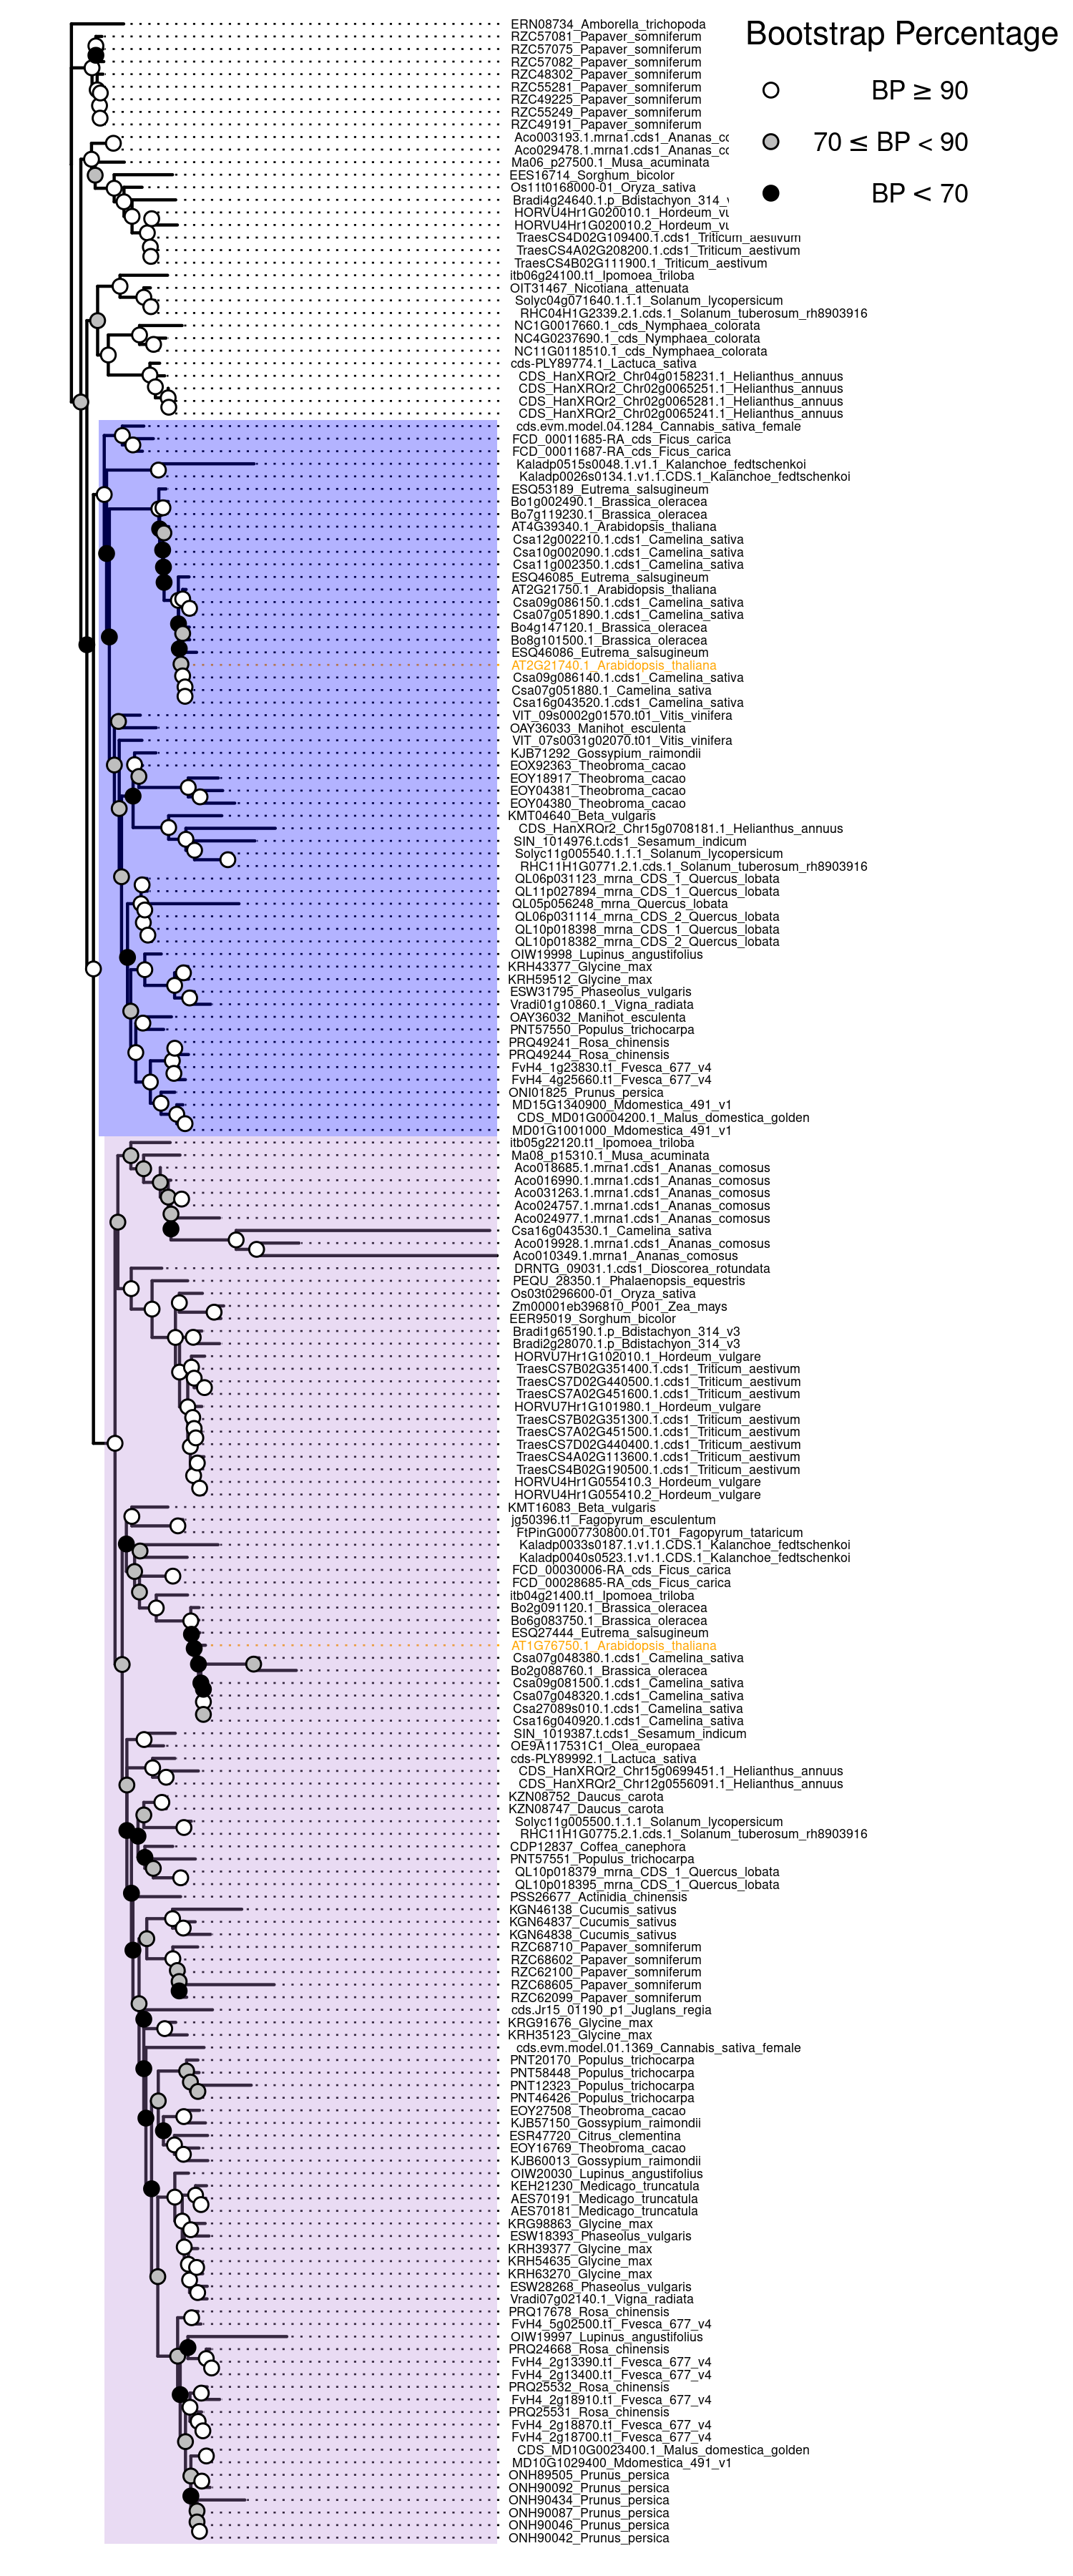 Bootstrap Percentage
BP ≥ 90
70 ≤ BP < 90
BP < 70
ERN08734_Amborella_trichopoda
RZC57081_Papaver_somniferum
RZC57075_Papaver_somniferum
RZC57082_Papaver_somniferum
RZC48302_Papaver_somniferum
RZC55281_Papaver_somniferum
RZC49225_Papaver_somniferum
RZC55249_Papaver_somniferum
RZC49191_Papaver_somniferum
Aco003193.1.mrna1.cds1_Ananas_cc
Aco029478.1.mrna1.cds1_Ananas_cc
Ma06_p27500.1_Musa_acuminata
EES16714_Sorghum_bicolor
Os11t0168000-01_Oryza_sativa
Bradi4g24640.1.p_Bdistachyon_314_
HORVU4Hr1G020010.1_Hordeum_vu
HORVU4Hr1G020010.2_Hordeum_vu
TraesCS4D02G109400.1.cds1_Triticum_aestivum
TraesCS4A02G208200.1.cds1_Triticum_aestivum
TraesCS4B02G111900.1_Triticum_aestivum
itb06g24100.t1_Ipomoea_triloba
OIT31467_Nicotiana_attenuata
Solyc04g071640.1.1.1_Solanum_lycopersicum
RHC04H1G2339.2.1.cds.1_Solanum_tuberosum_rh8903916
NC1G0017660.1_cds_Nymphaea_colorata
NC4G0237690.1_cds_Nymphaea_colorata
NC11G0118510.1_cds_Nymphaea_colorata
cds-PLY89774.1_Lactuca_sativa
CDS_HanXRQr2_Chr04g0158231.1_Helianthus_annuus
CDS_HanXRQr2_Chr02g0065251.1_Helianthus_annuus
CDS_HanXRQr2_Chr02g0065281.1_Helianthus_annuus
CDS_HanXRQr2_Chr02g0065241.1_Helianthus_annuus
cds.evm.model.04.1284_Cannabis_sativa_female
FCD_00011685-RA_cds_Ficus_carica
FCD_00011687-RA_cds_Ficus_carica
Kaladp0515s0048.1.v1.1_Kalanchoe_fedtschenkoi
Kaladp0026s0134.1.v1.1.CDS.1_Kalanchoe_fedtschenkoi
ESQ53189_Eutrema_salsugineum
Bo1g002490.1_Brassica_oleracea
Bo7g119230.1_Brassica_oleracea
AT4G39340.1_Arabidopsis_thaliana
Csa12g002210.1.cds1_Camelina_sativa
Csa10g002090.1.cds1_Camelina_sativa
Csa11g002350.1.cds1_Camelina_sativa
ESQ46085_Eutrema_salsugineum
AT2G21750.1_Arabidopsis_thaliana
Csa09g086150.1.cds1_Camelina_sativa
Csa07g051890.1.cds1_Camelina_sativa
Bo4g147120.1_Brassica_oleracea
Bo8g101500.1_Brassica_oleracea
ESQ46086_Eutrema_salsugineum
AT2G21740.1_Arabidopsis_thaliana
Csa09g086140.1.cds1_Camelina_sativa
Csa07g051880.1_Camelina_sativa
Csa16g043520.1.cds1_Camelina_sativa
VIT_09s0002g01570.t01_Vitis_vinifera
OAY36033_Manihot_esculenta
VIT_07s0031g02070.t01_Vitis_vinifera
KJB71292_Gossypium_raimondii
EOX92363_Theobroma_cacao
EOY18917_Theobroma_cacao
EOY04381_Theobroma_cacao
EOY04380_Theobroma_cacao
KMT04640_Beta_vulgaris
CDS_HanXRQr2_Chr15g0708181.1_Helianthus_annuus
SIN_1014976.t.cds1_Sesamum_indicum
Solyc11g005540.1.1.1_Solanum_lycopersicum
RHC11H1G0771.2.1.cds.1_Solanum_tuberosum_rh8903916
QL06p031123_mrna_CDS_1_Quercus_lobata
QL11p027894_mrna_CDS_1_Quercus_lobata
QL05p056248_mrna_Quercus_lobata
QL06p031114_mrna_CDS_2_Quercus_lobata
QL10p018398_mrna_CDS_1_Quercus_lobata
QL10p018382_mrna_CDS_2_Quercus_lobata
OIW19998_Lupinus_angustifolius
KRH43377_Glycine_max
KRH59512_Glycine_max
ESW31795_Phaseolus_vulgaris
Vradi01g10860.1_Vigna_radiata
OAY36032_Manihot_esculenta
PNT57550_Populus_trichocarpa
PRQ49241_Rosa_chinensis
PRQ49244_Rosa_chinensis
FvH4_1g23830.t1_Fvesca_677_v4
FvH4_4g25660.t1_Fvesca_677_v4
ONI01825_Prunus_persica
MD15G1340900_Mdomestica_491_v1
CDS_MD01G0004200.1_Malus_domestica_golden
MD01G1001000_Mdomestica_491_v1
itb05g22120.t1_Ipomoea_triloba
Ma08_p15310.1_Musa_acuminata
Aco018685.1.mrna1.cds1_Ananas_comosus
Aco016990.1.mrna1.cds1_Ananas_comosus
Aco031263.1.mrna1.cds1_Ananas_comosus
Aco024757.1.mrna1.cds1_Ananas_comosus
Aco024977.1.mrna1.cds1_Ananas_comosus
Csa16g043530.1_Camelina_sativa
Aco019928.1.mrna1.cds1_Ananas_comosus
Aco010349.1.mrna1_Ananas_comosus
DRNTG_09031.1.cds1_Dioscorea_rotundata
PEQU_28350.1_Phalaenopsis_equestris
Os03t0296600-01_Oryza_sativa
Zm00001eb396810_P001_Zea_mays
EER95019_Sorghum_bicolor
Bradi1g65190.1.p_Bdistachyon_314_v3
Bradi2g28070.1.p_Bdistachyon_314_v3
HORVU7Hr1G102010.1_Hordeum_vulgare
TraesCS7B02G351400.1.cds1_Triticum_aestivum
TraesCS7D02G440500.1.cds1_Triticum_aestivum
TraesCS7A02G451600.1.cds1_Triticum_aestivum
HORVU7Hr1G101980.1_Hordeum_vulgare
TraesCS7B02G351300.1.cds1_Triticum_aestivum
TraesCS7A02G451500.1.cds1_Triticum_aestivum
TraesCS7D02G440400.1.cds1_Triticum_aestivum
TraesCS4A02G113600.1.cds1_Triticum_aestivum
TraesCS4B02G190500.1.cds1_Triticum_aestivum
HORVU4Hr1G055410.3_Hordeum_vulgare
HORVU4Hr1G055410.2_Hordeum_vulgare
KMT16083_Beta_vulgaris
jg50396.t1_Fagopyrum_esculentum
FtPinG0007730800.01.T01_Fagopyrum_tataricum
Kaladp0033s0187.1.v1.1.CDS.1_Kalanchoe_fedtschenkoi
Kaladp0040s0523.1.v1.1.CDS.1_Kalanchoe_fedtschenkoi
FCD_00030006-RA_cds_Ficus_carica
FCD_00028685-RA_cds_Ficus_carica
itb04g21400.t1_Ipomoea_triloba
Bo2g091120.1_Brassica_oleracea
Bo6g083750.1_Brassica_oleracea
ESQ27444_Eutrema_salsugineum
AT1G76750.1_Arabidopsis_thaliana
Csa07g048380.1.cds1_Camelina_sativa
Bo2g088760.1_Brassica_oleracea
Csa09g081500.1.cds1_Camelina_sativa
Csa07g048320.1.cds1_Camelina_sativa
Csa27089s010.1.cds1_Camelina_sativa
Csa16g040920.1.cds1_Camelina_sativa
SIN_1019387.t.cds1_Sesamum_indicum
OE9A117531C1_Olea_europaea
cds-PLY89992.1_Lactuca_sativa
CDS_HanXRQr2_Chr15g0699451.1_Helianthus_annuus
CDS_HanXRQr2_Chr12g0556091.1_Helianthus_annuus
KZN08752_Daucus_carota
KZN08747_Daucus_carota
Solyc11g005500.1.1.1_Solanum_lycopersicum
RHC11H1G0775.2.1.cds.1_Solanum_tuberosum_rh8903916
CDP12837_Coffea_canephora
PNT57551_Populus_trichocarpa
QL10p018379_mrna_CDS_1_Quercus_lobata
QL10p018395_mrna_CDS_1_Quercus_lobata
PSS26677_Actinidia_chinensis
KGN46138_Cucumis_sativus
KGN64837_Cucumis_sativus
KGN64838_Cucumis_sativus
RZC68710_Papaver_somniferum
RZC68602_Papaver_somniferum
RZC62100_Papaver_somniferum
RZC68605_Papaver_somniferum
RZC62099_Papaver_somniferum
cds.Jr15_01190_p1_Juglans_regia
KRG91676_Glycine_max
KRH35123_Glycine_max
cds.evm.model.01.1369_Cannabis_sativa_female
PNT20170_Populus_trichocarpa
PNT58448_Populus_trichocarpa
PNT12323_Populus_trichocarpa
PNT46426_Populus_trichocarpa
EOY27508_Theobroma_cacao
KJB57150_Gossypium_raimondii
ESR47720_Citrus_clementina
EOY16769_Theobroma_cacao
KJB60013_Gossypium_raimondii
OIW20030_Lupinus_angustifolius
KEH21230_Medicago_truncatula
AES70191_Medicago_truncatula
AES70181_Medicago_truncatula
KRG98863_Glycine_max
ESW18393_Phaseolus_vulgaris
KRH39377_Glycine_max
KRH54635_Glycine_max
KRH63270_Glycine_max
ESW28268_Phaseolus_vulgaris
Vradi07g02140.1_Vigna_radiata
PRQ17678_Rosa_chinensis
FvH4_5g02500.t1_Fvesca_677_v4
OIW19997_Lupinus_angustifolius
PRQ24668_Rosa_chinensis
FvH4_2g13390.t1_Fvesca_677_v4
FvH4_2g13400.t1_Fvesca_677_v4
PRQ25532_Rosa_chinensis
FvH4_2g18910.t1_Fvesca_677_v4
PRQ25531_Rosa_chinensis
FvH4_2g18870.t1_Fvesca_677_v4
FvH4_2g18700.t1_Fvesca_677_v4
CDS_MD10G0023400.1_Malus_domestica_golden
MD10G1029400_Mdomestica_491_v1
ONH89505_Prunus_persica
ONH90092_Prunus_persica
ONH90434_Prunus_persica
ONH90087_Prunus_persica
ONH90046_Prunus_persica
ONH90042_Prunus_persica